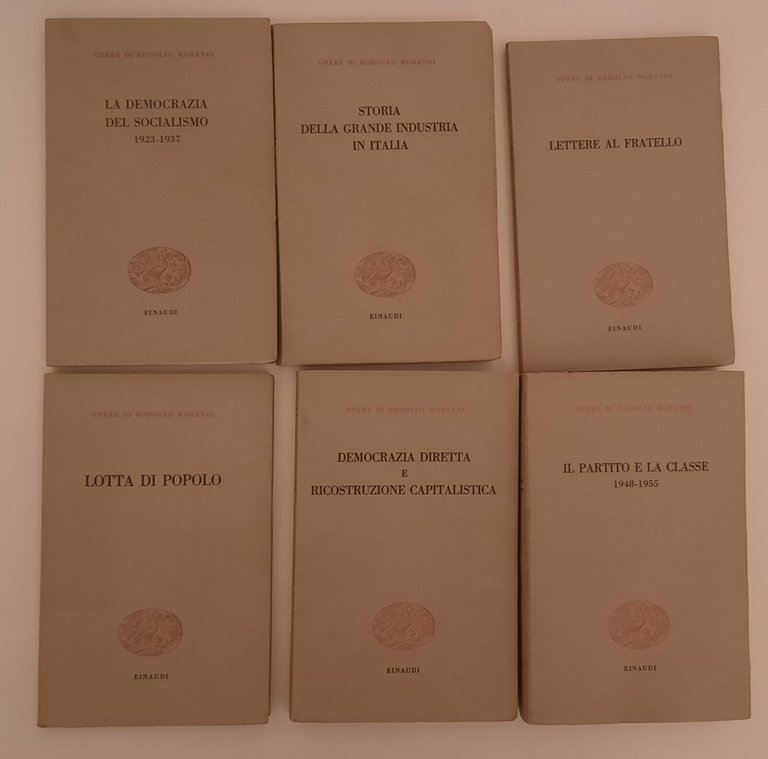 OPERE DI RODOLFO MORANDI
LA DEMOCRAZIA
DEL SOCIALISMO
1923-1937
EINAUDI
OPERE DI RODOLFO MORANDI
STORIA
DELLA GRANDE INDUSTRIA
IN ITALIA
EINAUDI
OPERE DI RODOLFO MORANDI
LETTERE AL FRATELLO
EINAUDI
OPERE DI RODOLFO MORANDI
LOTTA DI POPOLO
EINAUDI
OPERE DI RODOLFO MORANDI
DEMOCRAZIA DIRETTA
E
RICOSTRUZIONE CAPITALISTICA
EINAUDI
OPERE DI RODOLFO MORANDI
IL PARTITO E LA CLASSE
1948-1955
EINAUDI